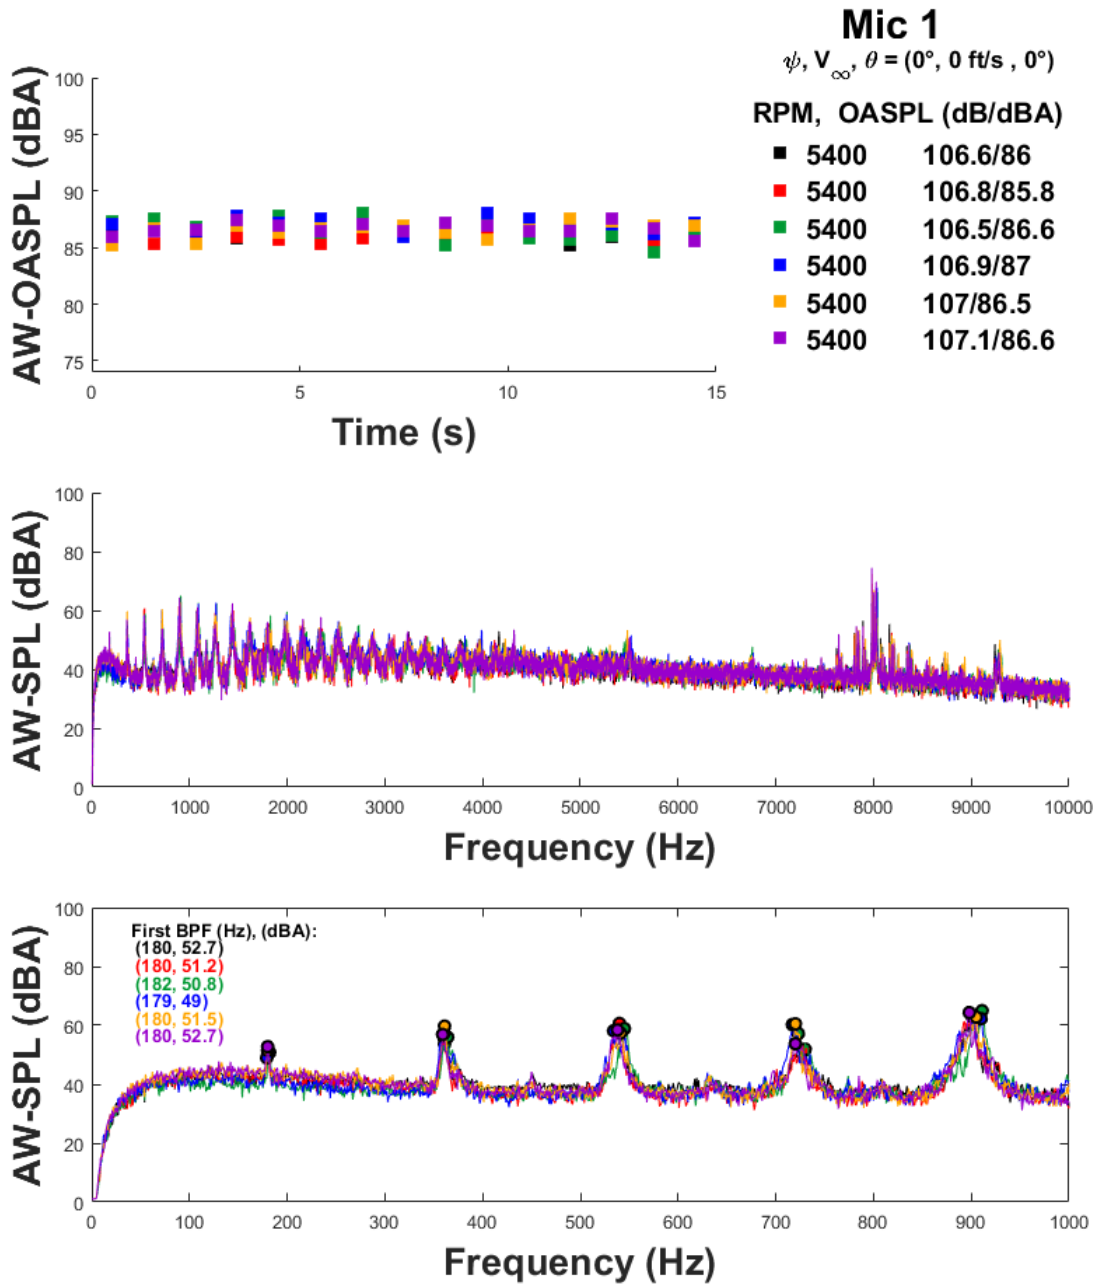 Mic 1
ψ, V∞, θ = (0°, 0 ft/s , 0°)
RPM, OASPL (dB/dBA)
5400 106.6/86
5400 106.8/85.8
5400 106.5/86.6
5400 106.9/87
5400 107/86.5
5400 107.1/86.6
AW-OASPL (dBA)
100
95
90
85
80
75
0 5 10 15
Time (s)
AW-SPL (dBA)
100
80
60
40
20
0
0 1000 2000 3000 4000 5000 6000 7000 8000 9000 10000
Frequency (Hz)
AW-SPL (dBA)
100
80
60
40
20
0
First BPF (Hz), (dBA):
(180, 52.7)
(180, 51.2)
(182, 50.8)
(179, 49)
(180, 51.5)
(180, 52.7)
0 100 200 300 400 500 600 700 800 900 1000
Frequency (Hz)